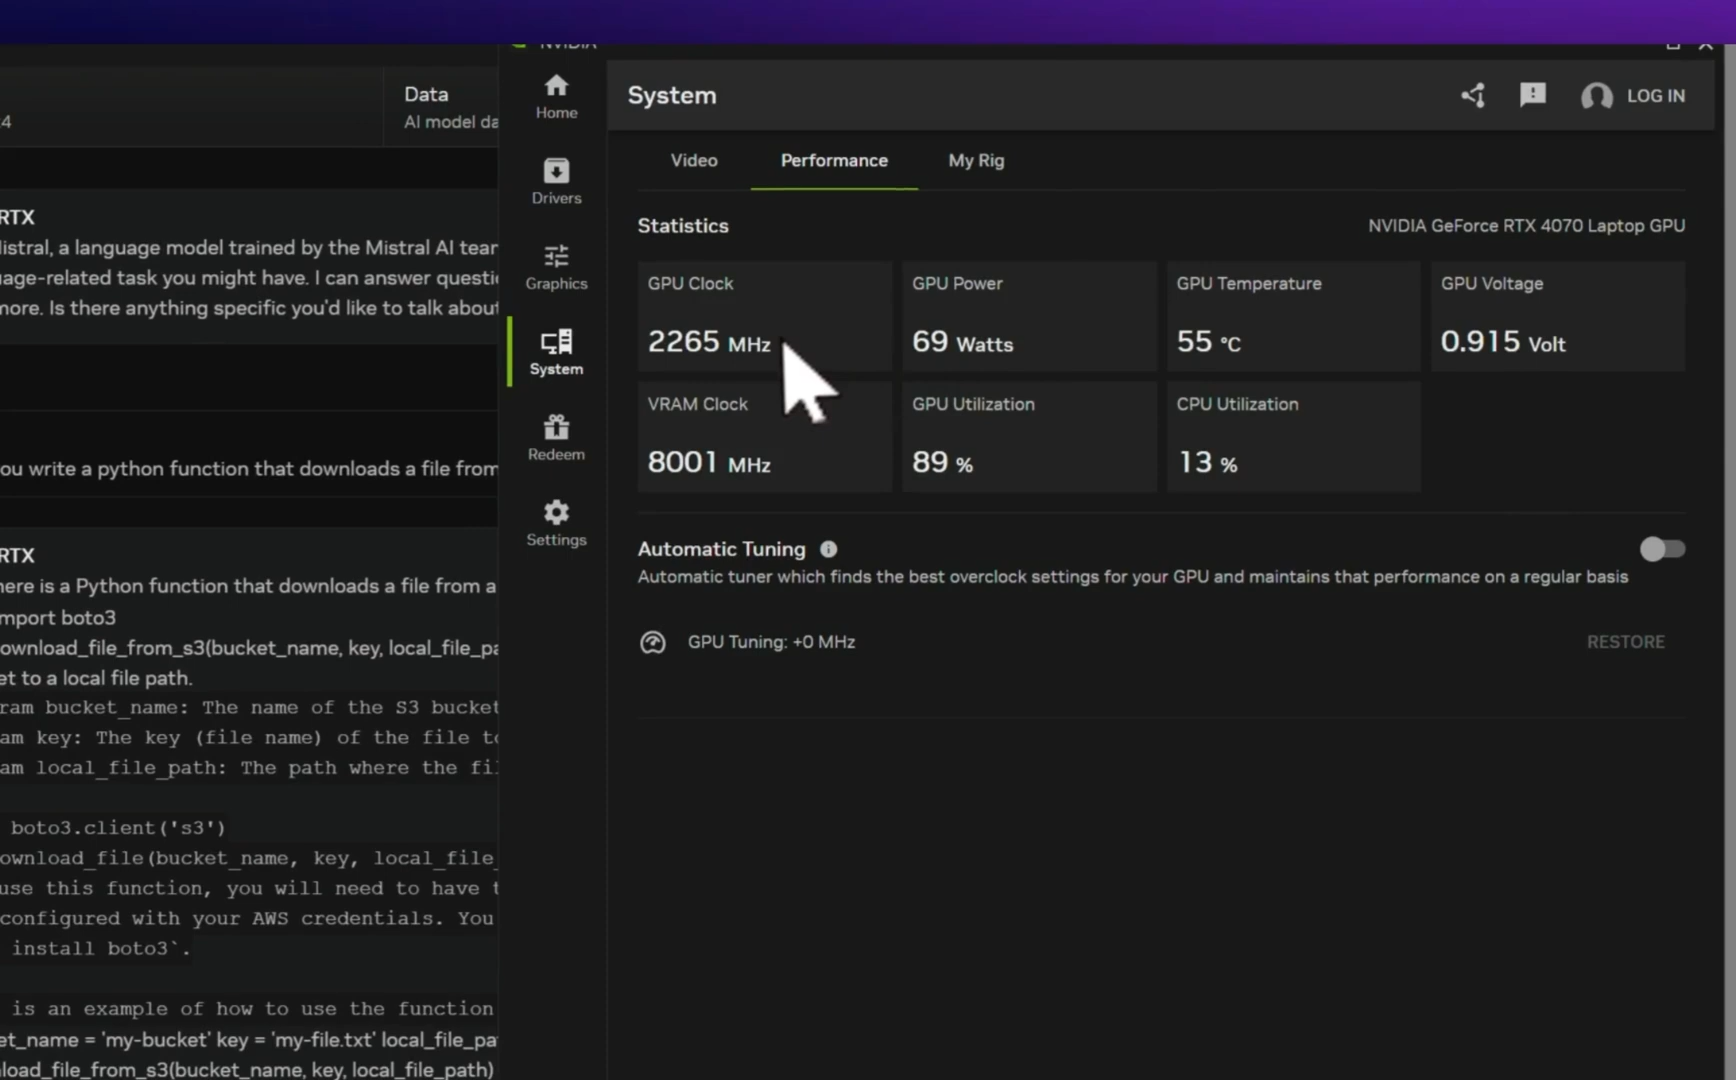 4
Data
AI model da
RTX
istral, a language model trained by the Mistral AI tear
age-related task you might have. I can answer questi
more. Is there anything specific you'd like to talk about
ou write a python function that downloads a file from
RTX
here is a Python function that downloads a file from a
mport boto3
ownload_file_from_s3(bucket_name, key, local_file_pa
et to a local file path.
ram bucket_name: The name of the S3 bucket
am key: The key (file name) of the file to
am local_file_path: The path where the fil
boto3.client('s3')
ownload_file(bucket_name, key, local_file_
use this function, you will need to have t
configured with your AWS credentials. You
install boto3`.
is an example of how to use the function
et_name = 'my-bucket' key = 'my-file.txt' local_file_pa
load_file_from_s3(bucket_name, key, local_file_path)
NVIDIA
Home
Drivers
Graphics
System
Redeem
Settings
System
LOG IN
Video
Performance
My Rig
Statistics
NVIDIA GeForce RTX 4070 Laptop GPU
GPU Clock
2265 MHz
GPU Power
69 Watts
GPU Temperature
55 °C
GPU Voltage
0.915 Volt
VRAM Clock
8001 MHz
GPU Utilization
89 %
CPU Utilization
13 %
Automatic Tuning
Automatic tuner which finds the best overclock settings for your GPU and maintains that performance on a regular basis
GPU Tuning: +0 MHz
RESTORE